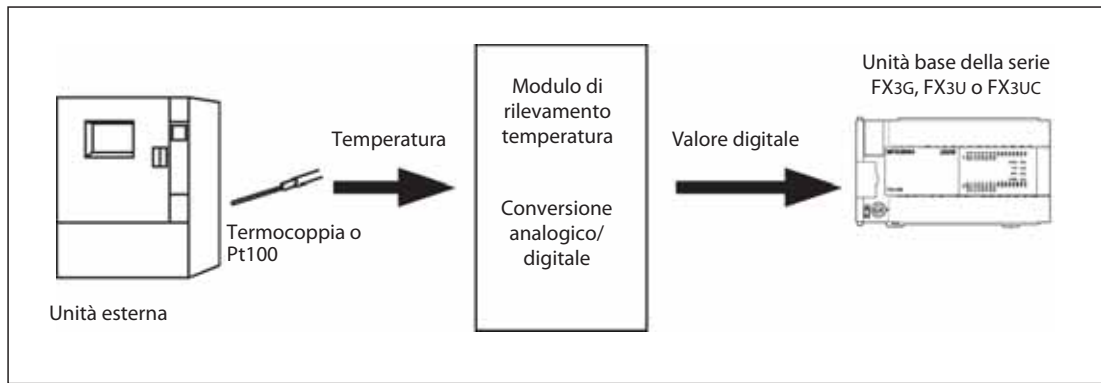 Unità base della serie
FX3G, FX3U o FX3UC
Modulo di
rilevamento
temperatura
Temperatura
Valore digitale
Conversione
analogico/
digitale
Termocoppia o
Pt100
Unità esterna